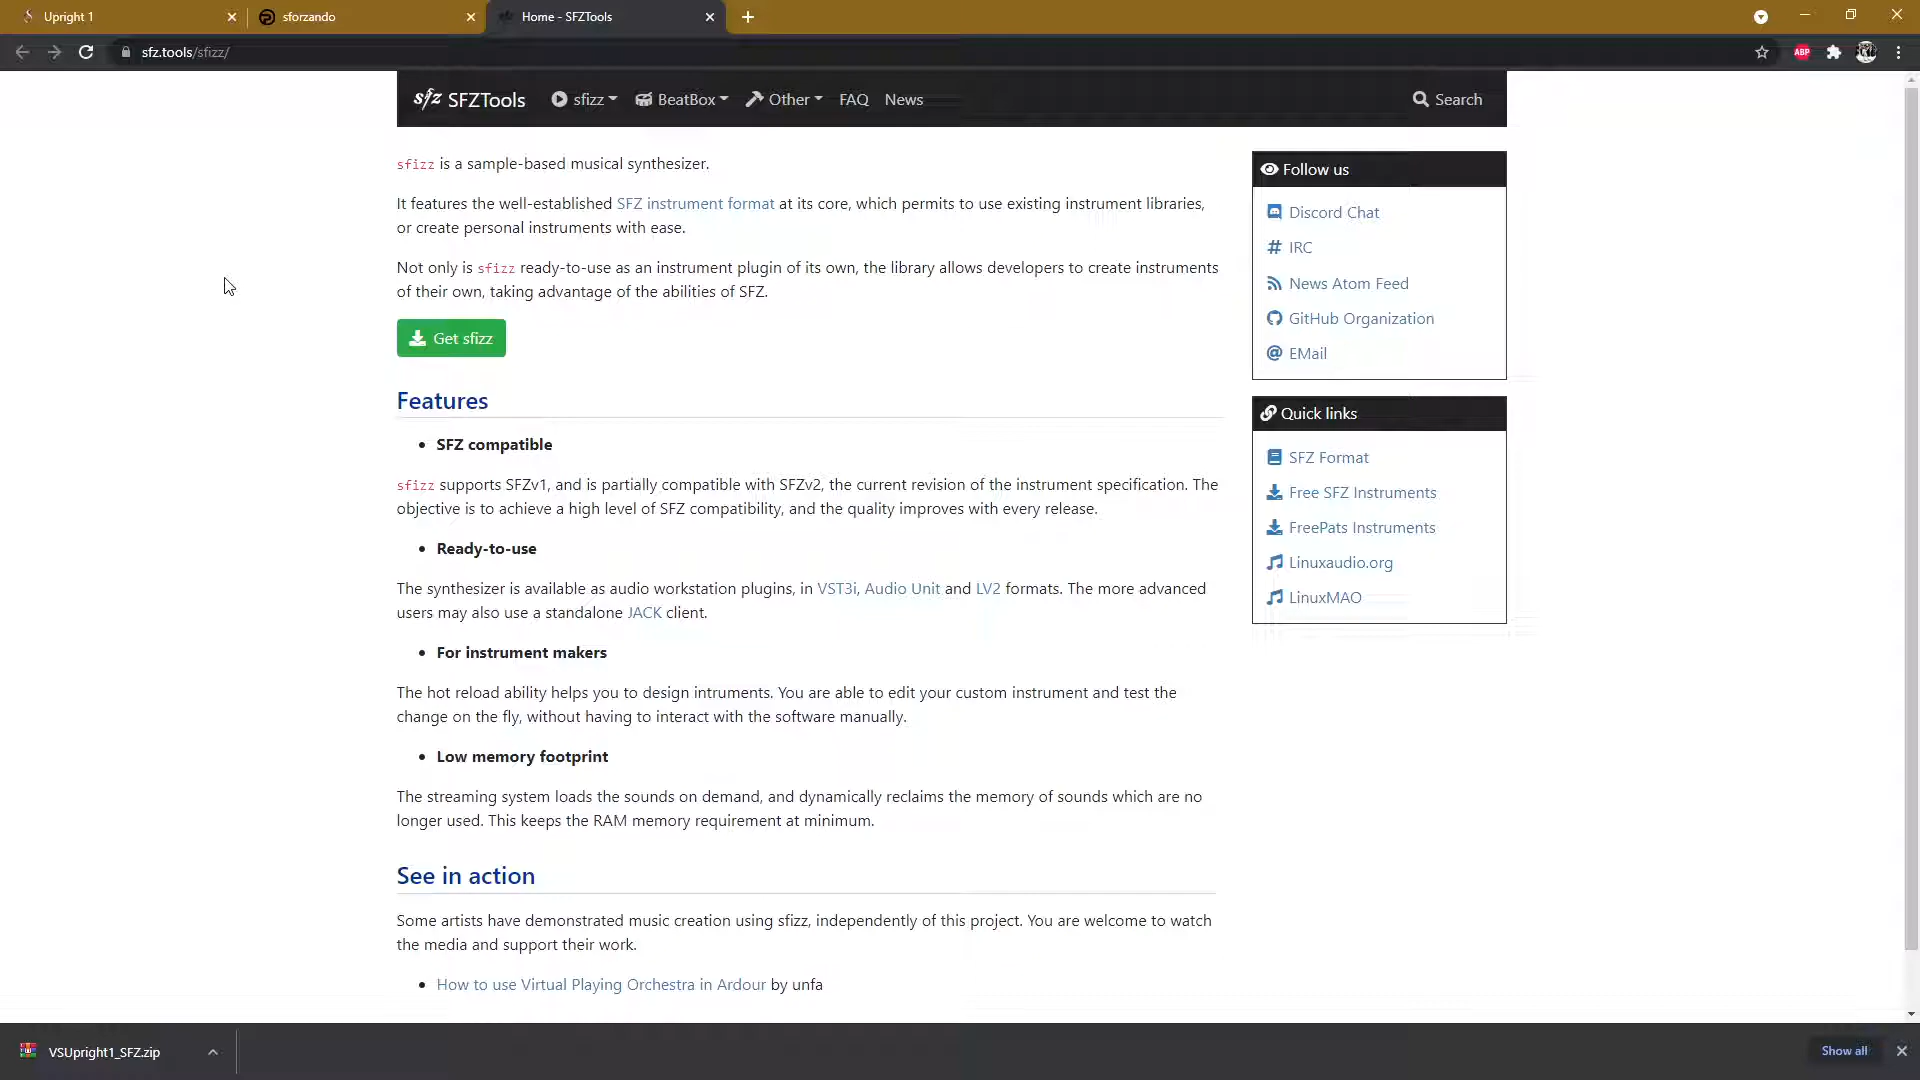 Upright 1
sforzando
Home - SFZTools
sfz.tools/sfizz/
ABP
sfz SFZTools
sfizz
BeatBox
Other
FAQ
News
Search
sfizz is a sample-based musical synthesizer.
It features the well-established SFZ instrument format at its core, which permits to use existing instrument libraries,
or create personal instruments with ease.
Not only is sfizz ready-to-use as an instrument plugin of its own, the library allows developers to create instruments
of their own, taking advantage of the abilities of SFZ.
Get sfizz
Features
• SFZ compatible
sfizz supports SFZv1, and is partially compatible with SFZv2, the current revision of the instrument specification. The
objective is to achieve a high level of SFZ compatibility, and the quality improves with every release.
• Ready-to-use
The synthesizer is available as audio workstation plugins, in VST3i, Audio Unit and LV2 formats. The more advanced
users may also use a standalone JACK client.
• For instrument makers
The hot reload ability helps you to design intruments. You are able to edit your custom instrument and test the
change on the fly, without having to interact with the software manually.
• Low memory footprint
The streaming system loads the sounds on demand, and dynamically reclaims the memory of sounds which are no
longer used. This keeps the RAM memory requirement at minimum.
See in action
Some artists have demonstrated music creation using sfizz, independently of this project. You are welcome to watch
the media and support their work.
• How to use Virtual Playing Orchestra in Ardour by unfa
Follow us
Discord Chat
IRC
News Atom Feed
GitHub Organization
EMail
Quick links
SFZ Format
Free SFZ Instruments
FreePats Instruments
Linuxaudio.org
LinuxMAO
VSUpright1_SFZ.zip
Show all